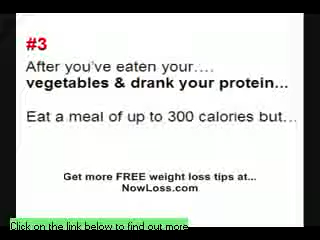 #3
After you've eaten your....
vegetables & drank your protein...
Eat a meal of up to 300 calories but...
Get more FREE weight loss tips at...
NowLoss.com
Click on the link below to find out more